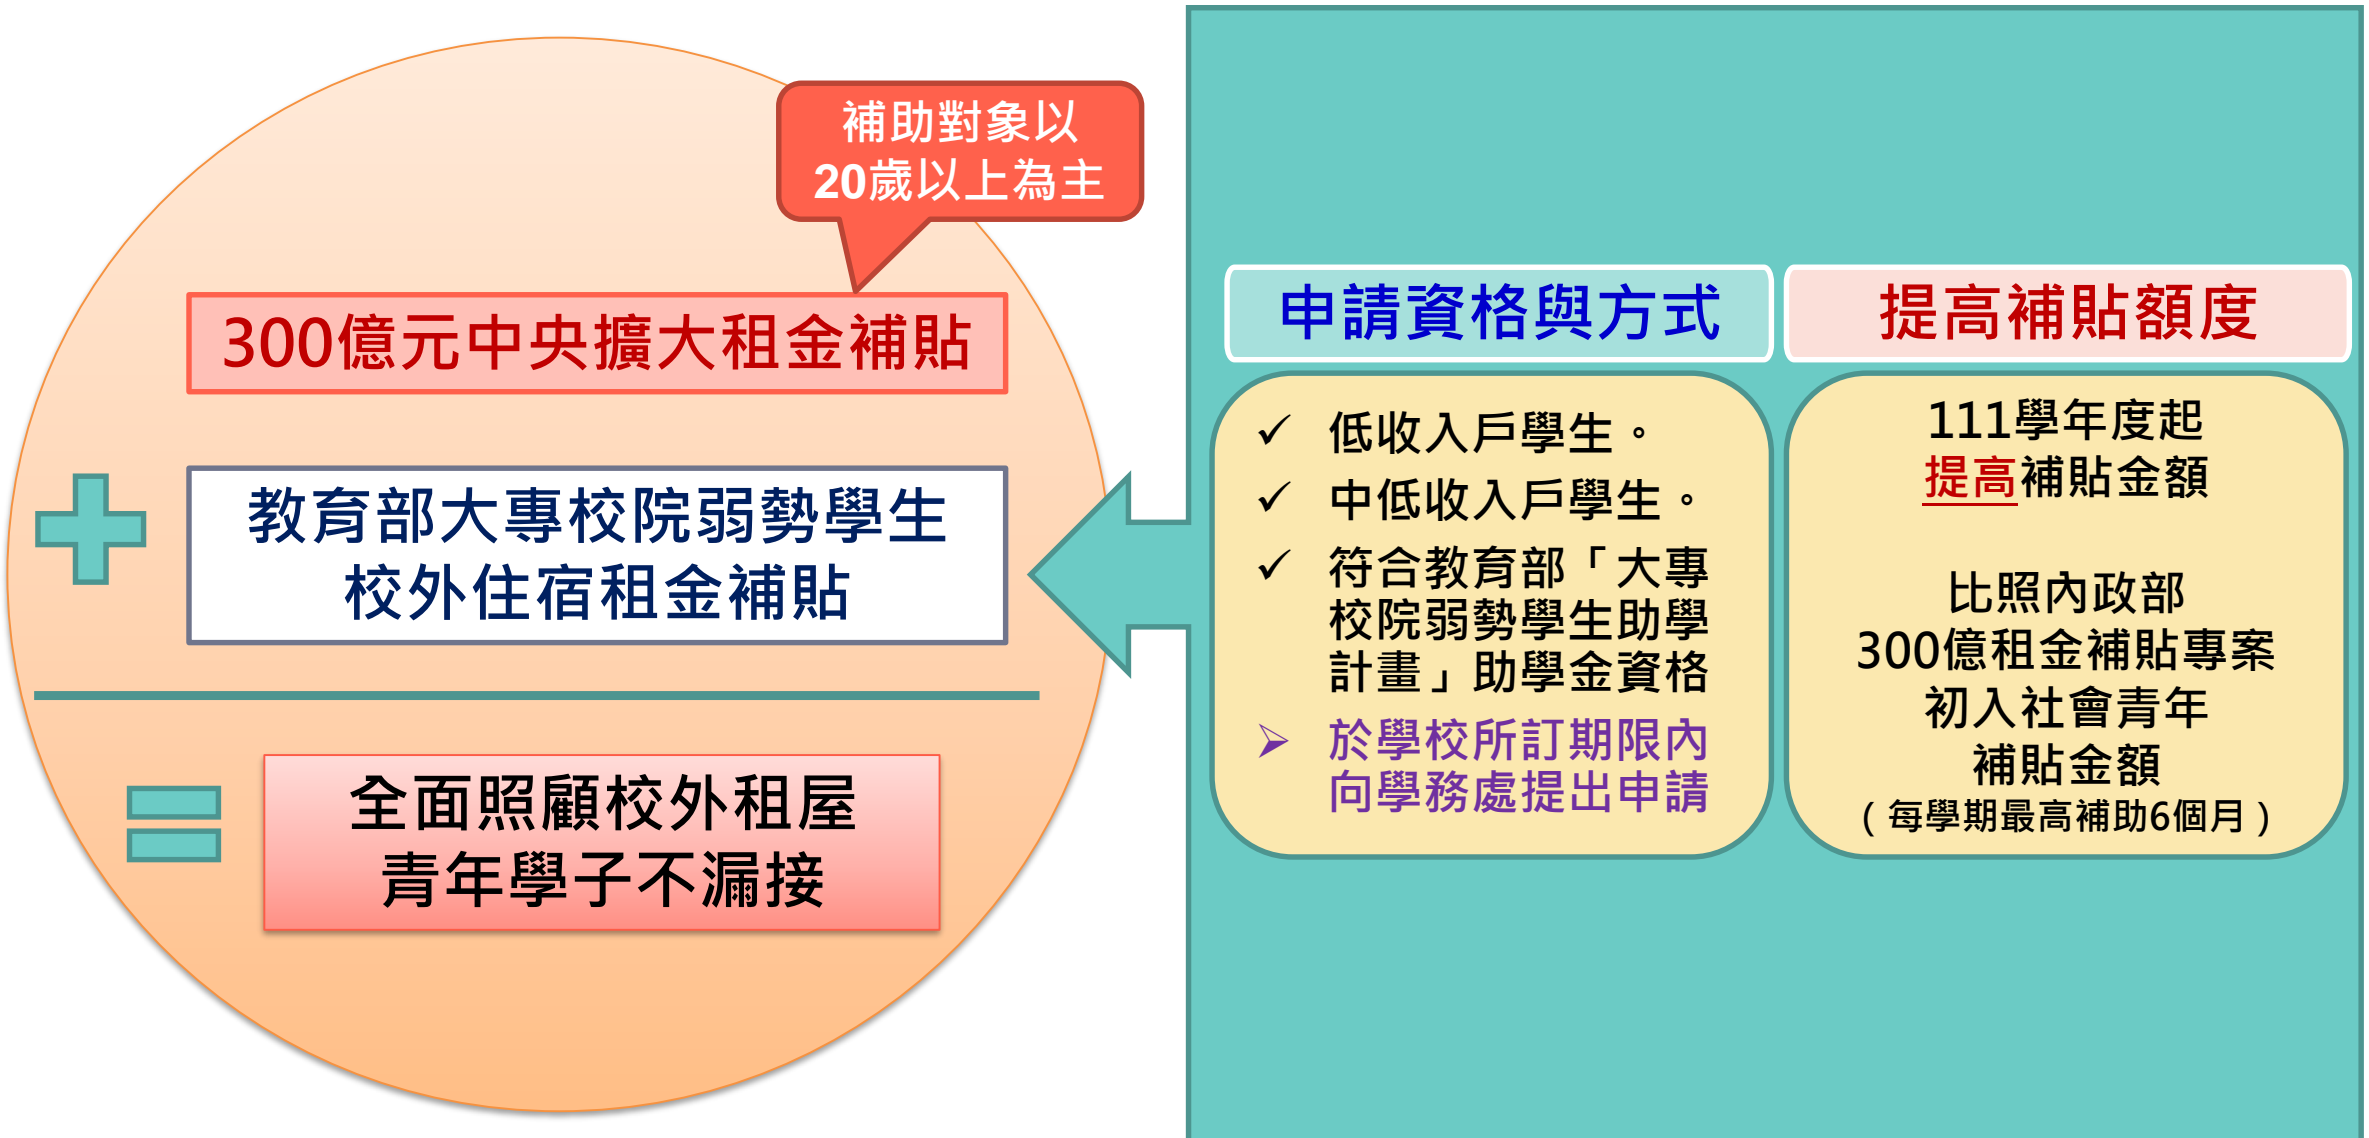 補助對象以
20歲以上為主
300億元中央擴大租金補貼
教育部大專校院弱勢學生
校外住宿租金補貼
全面照顧校外租屋
青年學子不漏接
申請資格與方式
✓ 低收入戶學生。
✓ 中低收入戶學生。
✓ 符合教育部「大專
校院弱勢學生助學
計畫」助學金資格
➢ 於學校所訂期限內
向學務處提出申請
提高補貼額度
111學年度起
提高補貼金額
比照內政部
300億租金補貼專案
初入社會青年
補貼金額
（每學期最高補助6個月）